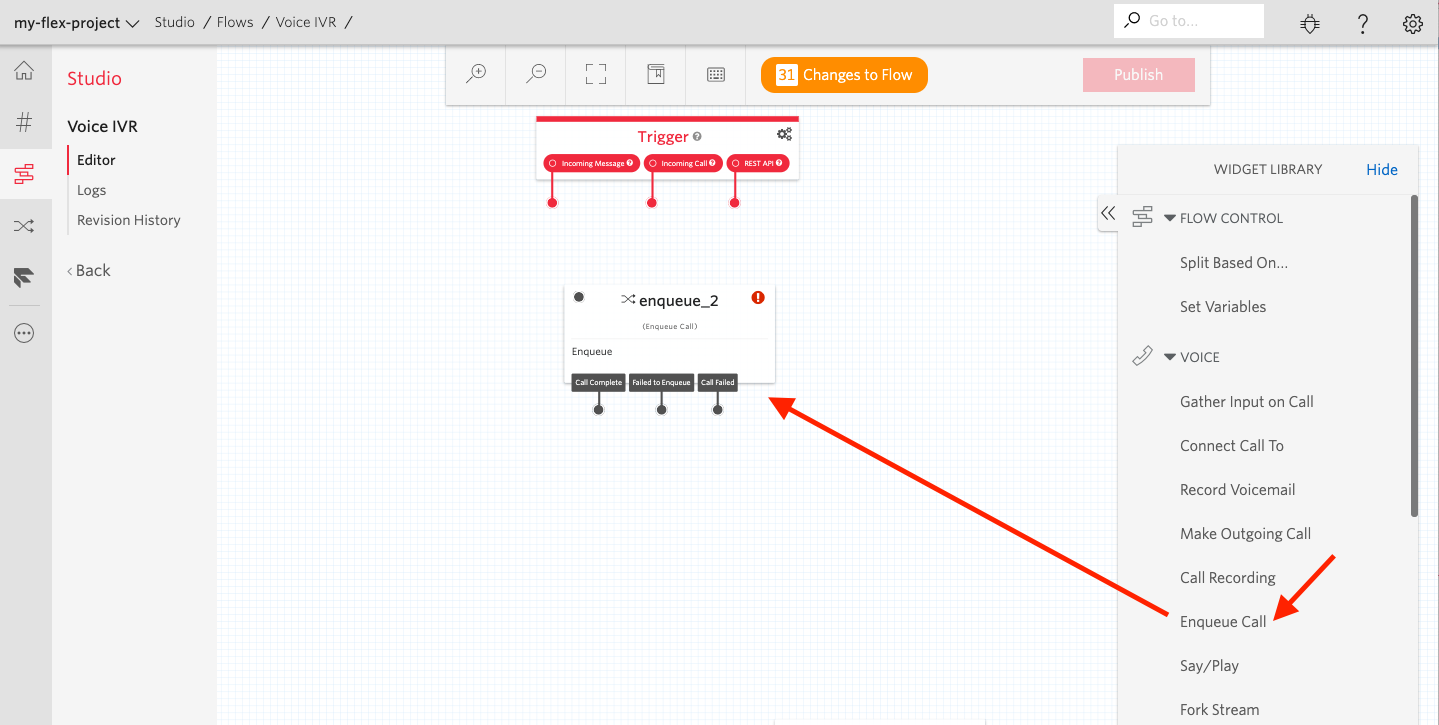 my-flex-project Studio / Flows / Voice IVR / Go to...
Studio
Voice IVR
Editor
Logs
Revision History
‹ Back
31 Changes to Flow
Publish
Trigger
Incoming Message
Incoming Call
REST API
enqueue_2
(Enqueue Call)
Enqueue
Call Complete
Failed to Enqueue
Call Failed
WIDGET LIBRARY
Hide
FLOW CONTROL
Split Based On...
Set Variables
VOICE
Gather Input on Call
Connect Call To
Record Voicemail
Make Outgoing Call
Call Recording
Enqueue Call
Say/Play
Fork Stream